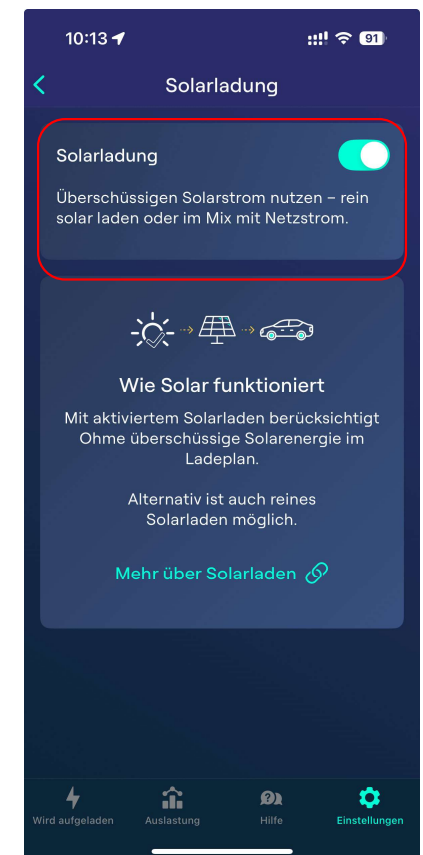 10:13
91
Solarladung
Solarladung
Überschüssigen Solarstrom nutzen – rein
solar laden oder im Mix mit Netzstrom.
Wie Solar funktioniert
Mit aktiviertem Solarladen berücksichtigt
Ohme überschüssige Solarenergie im
Ladeplan.
Alternativ ist auch reines
Solarladen möglich.
Mehr über Solarladen
Wird aufgeladen
Auslastung
Hilfe
Einstellungen